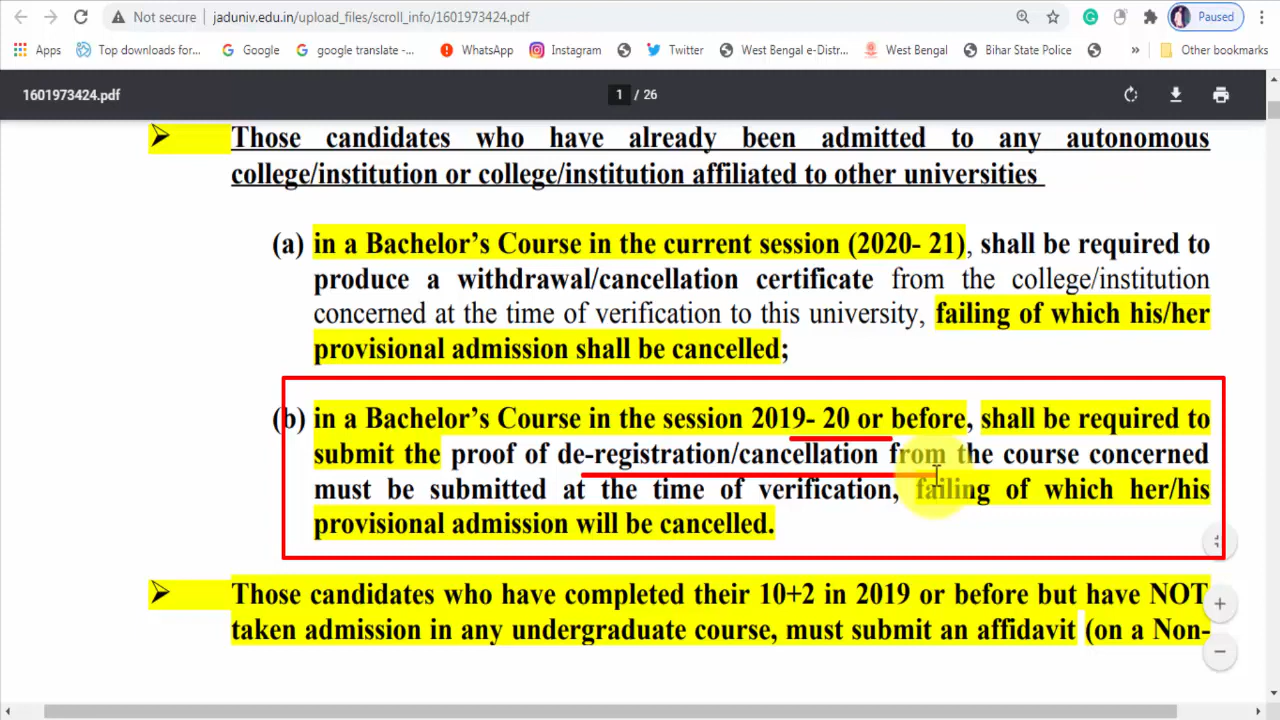 Not secure | jaduniv.edu.in/upload_files/scroll_info/1601973424.pdf
Paused
Apps Top downloads for... Google google translate -... WhatsApp Instagram Twitter West Bengal e-Distr... West Bengal Bihar State Police » Other bookmarks
1601973424.pdf 1 / 26
Those candidates who have already been admitted to any autonomous
college/institution or college/institution affiliated to other universities
(a) in a Bachelor's Course in the current session (2020- 21), shall be required to
produce a withdrawal/cancellation certificate from the college/institution
concerned at the time of verification to this university, failing of which his/her
provisional admission shall be cancelled;
(b) in a Bachelor's Course in the session 2019- 20 or before, shall be required to
submit the proof of de-registration/cancellation from the course concerned
must be submitted at the time of verification, failing of which her/his
provisional admission will be cancelled.
Those candidates who have completed their 10+2 in 2019 or before but have NOT
taken admission in any undergraduate course, must submit an affidavit (on a Non-